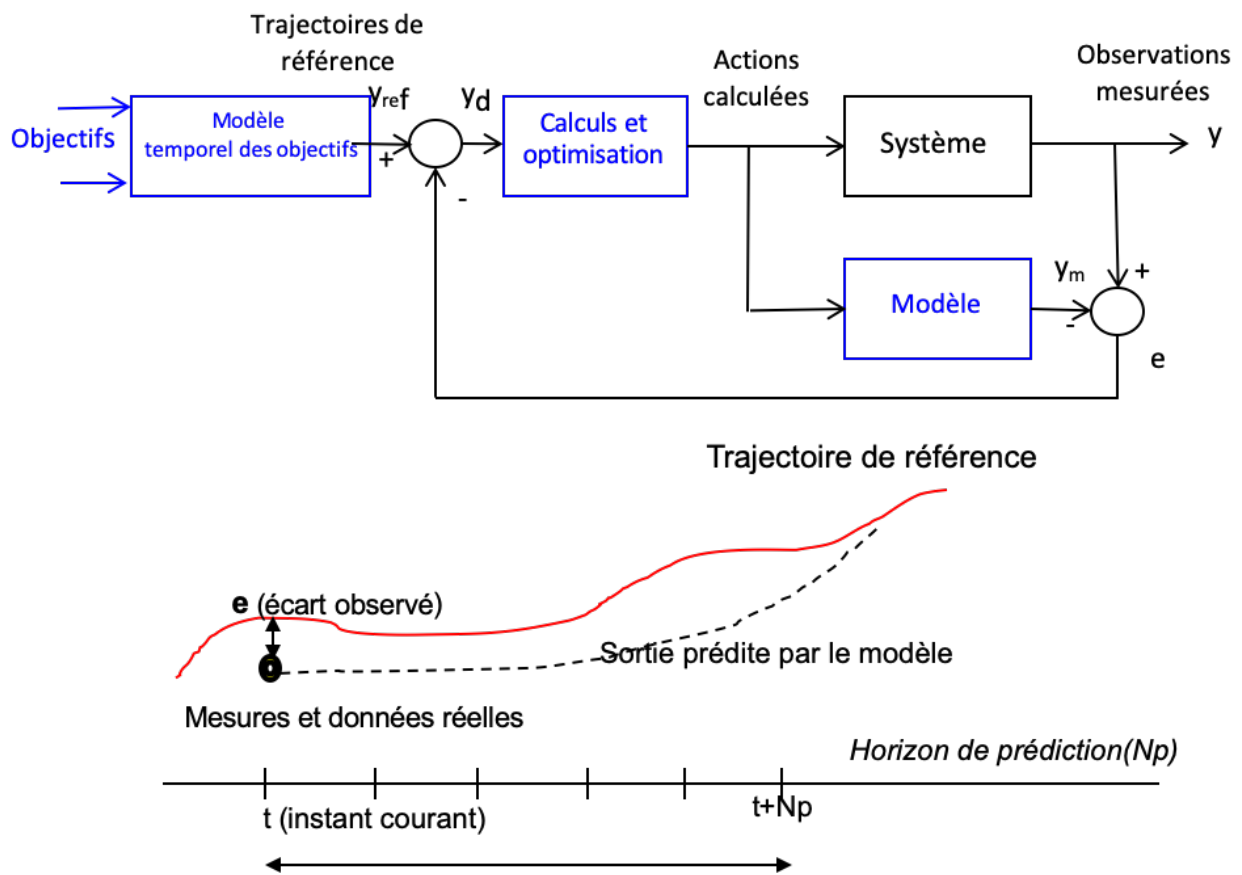 Trajectoires de
référence
Actions
calculées
Observations
mesurées
yref
yd
Objectifs
Modèle
temporel des objectifs
+
-
Calculs et
optimisation
Système
y
Modèle
ym
+
-
e
Trajectoire de référence
e (écart observé)
Sortie prédite par le modèle
Mesures et données réelles
Horizon de prédiction(Np)
t (instant courant)
t+Np